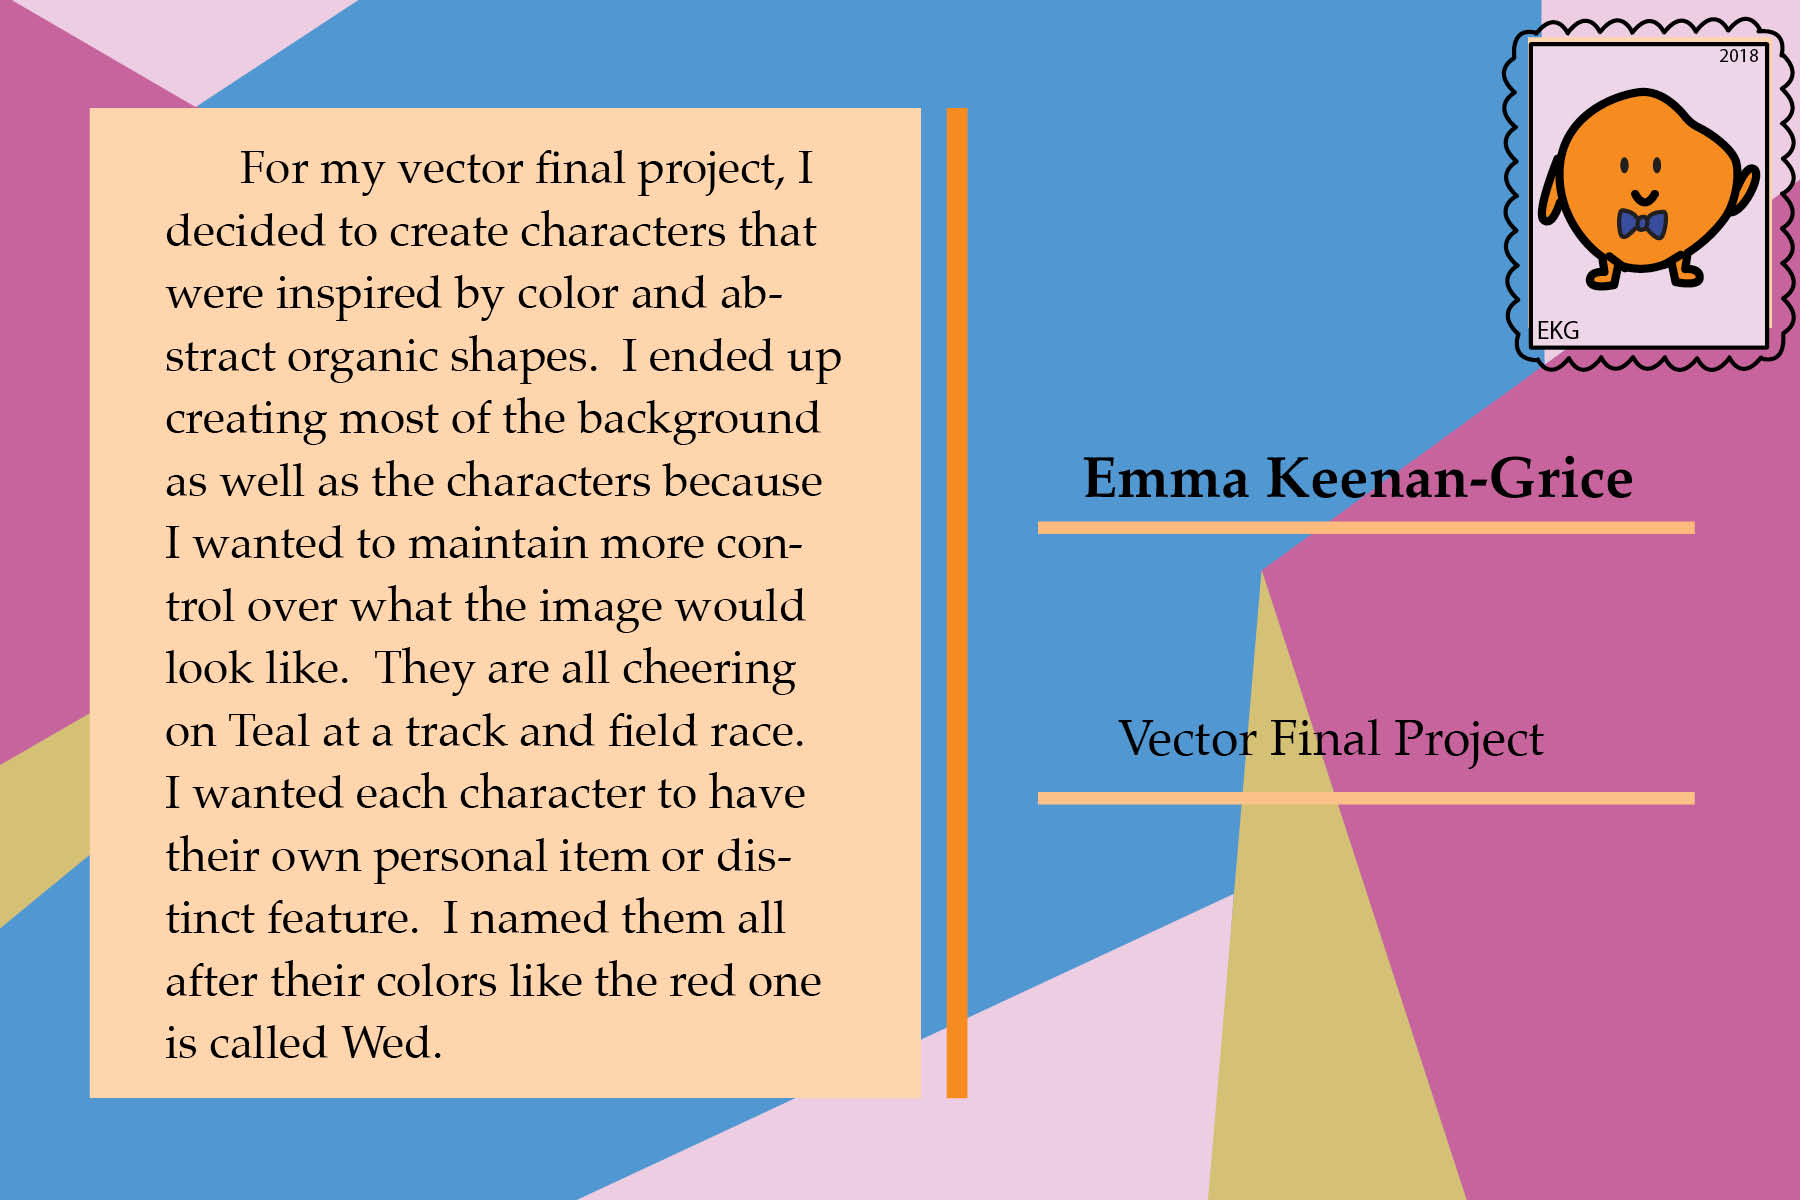 For my vector final project, I
decided to create characters that
were inspired by color and ab-
stract organic shapes.  I ended up
creating most of the background
as well as the characters because
I wanted to maintain more con-
trol over what the image would
look like.  They are all cheering
on Teal at a track and field race.
I wanted each character to have
their own personal item or dis-
tinct feature.  I named them all
after their colors like the red one
is called Wed.
2018
EKG
Emma Keenan-Grice
Vector Final Project